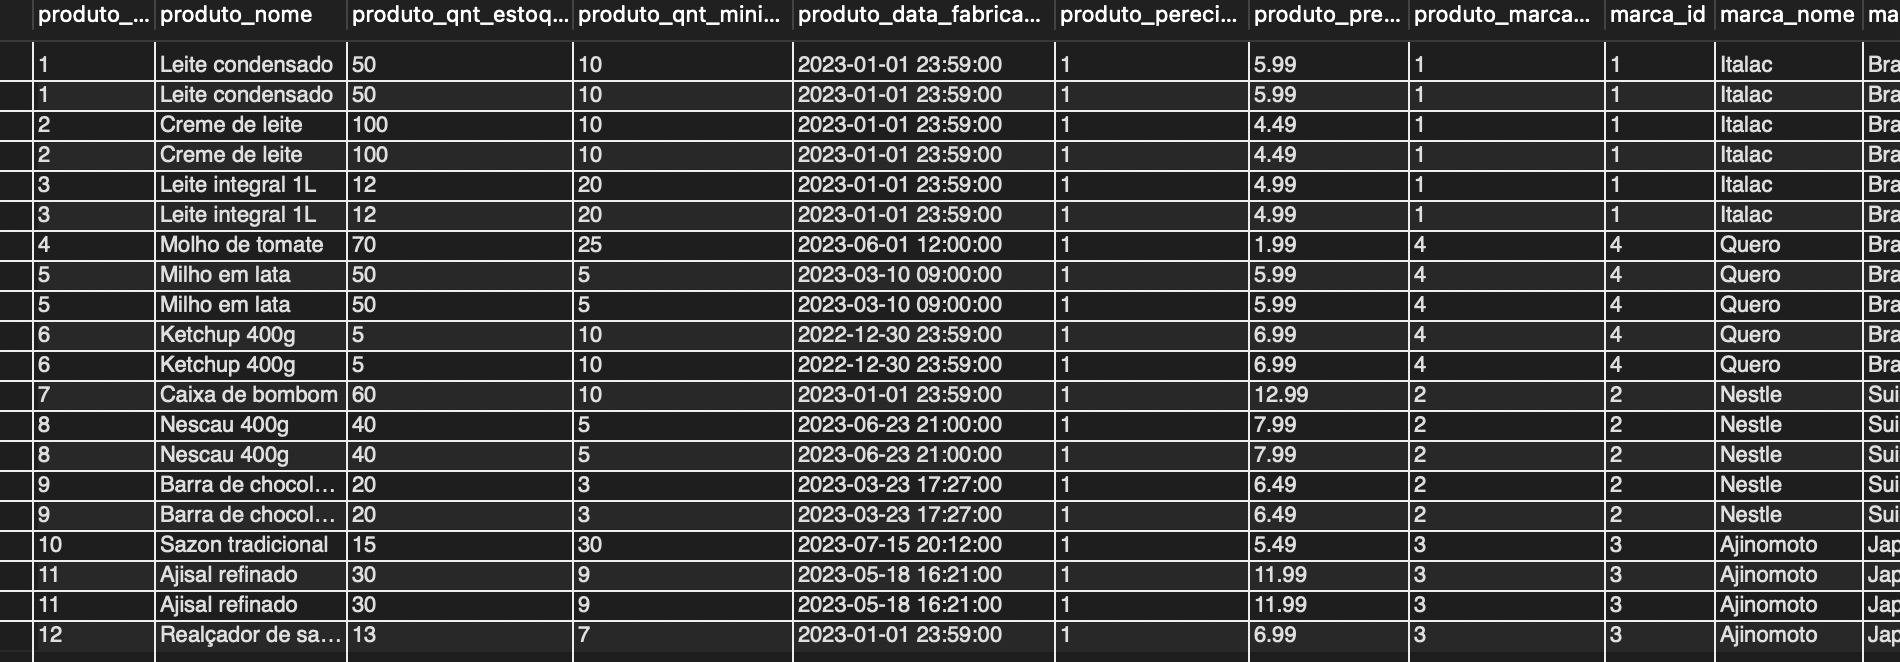 produto_... produto_nome produto_qnt_estoq... produto_qnt_mini... produto_data_fabrica... produto_pereci... produto_pre... produto_marca... marca_id marca_nome ma
1 Leite condensado 50 10 2023-01-01 23:59:00 1 5.99 1 1 Italac Bra
1 Leite condensado 50 10 2023-01-01 23:59:00 1 5.99 1 1 Italac Bra
2 Creme de leite 100 10 2023-01-01 23:59:00 1 4.49 1 1 Italac Bra
2 Creme de leite 100 10 2023-01-01 23:59:00 1 4.49 1 1 Italac Bra
3 Leite integral 1L 12 20 2023-01-01 23:59:00 1 4.99 1 1 Italac Bra
3 Leite integral 1L 12 20 2023-01-01 23:59:00 1 4.99 1 1 Italac Bra
4 Molho de tomate 70 25 2023-06-01 12:00:00 1 1.99 4 4 Quero Bra
5 Milho em lata 50 5 2023-03-10 09:00:00 1 5.99 4 4 Quero Bra
5 Milho em lata 50 5 2023-03-10 09:00:00 1 5.99 4 4 Quero Bra
6 Ketchup 400g 5 10 2022-12-30 23:59:00 1 6.99 4 4 Quero Bra
6 Ketchup 400g 5 10 2022-12-30 23:59:00 1 6.99 4 4 Quero Bra
7 Caixa de bombom 60 10 2023-01-01 23:59:00 1 12.99 2 2 Nestle Sui
8 Nescau 400g 40 5 2023-06-23 21:00:00 1 7.99 2 2 Nestle Sui
8 Nescau 400g 40 5 2023-06-23 21:00:00 1 7.99 2 2 Nestle Sui
9 Barra de chocol... 20 3 2023-03-23 17:27:00 1 6.49 2 2 Nestle Sui
9 Barra de chocol... 20 3 2023-03-23 17:27:00 1 6.49 2 2 Nestle Sui
10 Sazon tradicional 15 30 2023-07-15 20:12:00 1 5.49 3 3 Ajinomoto Jap
11 Ajisal refinado 30 9 2023-05-18 16:21:00 1 11.99 3 3 Ajinomoto Jap
11 Ajisal refinado 30 9 2023-05-18 16:21:00 1 11.99 3 3 Ajinomoto Jap
12 Realçador de sa... 13 7 2023-01-01 23:59:00 1 6.99 3 3 Ajinomoto Jap